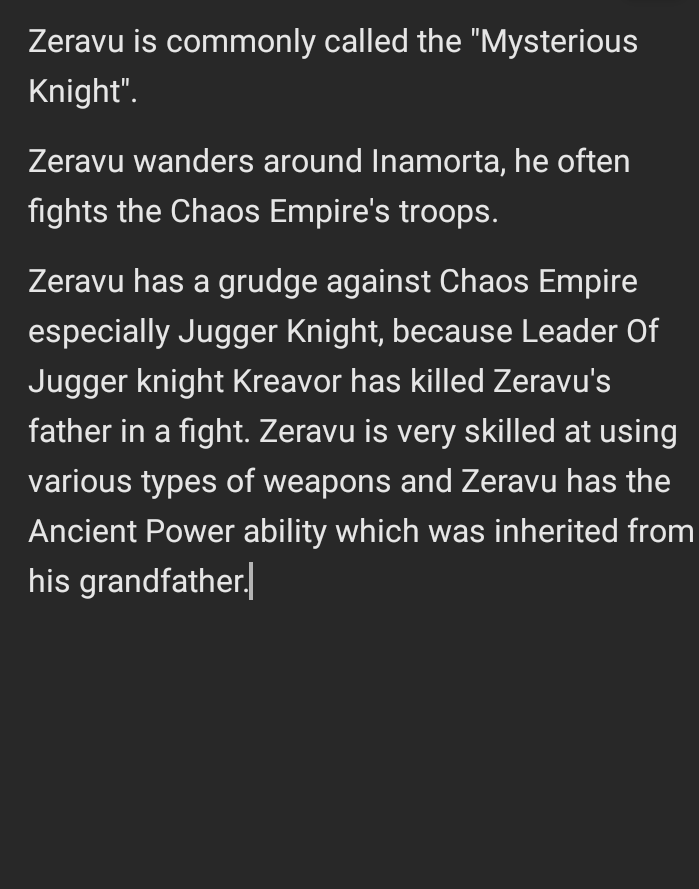 Zeravu is commonly called the "Mysterious
Knight".
Zeravu wanders around Inamorta, he often
fights the Chaos Empire's troops.
Zeravu has a grudge against Chaos Empire
especially Jugger Knight, because Leader Of
Jugger knight Kreavor has killed Zeravu's
father in a fight. Zeravu is very skilled at using
various types of weapons and Zeravu has the
Ancient Power ability which was inherited from
his grandfather.